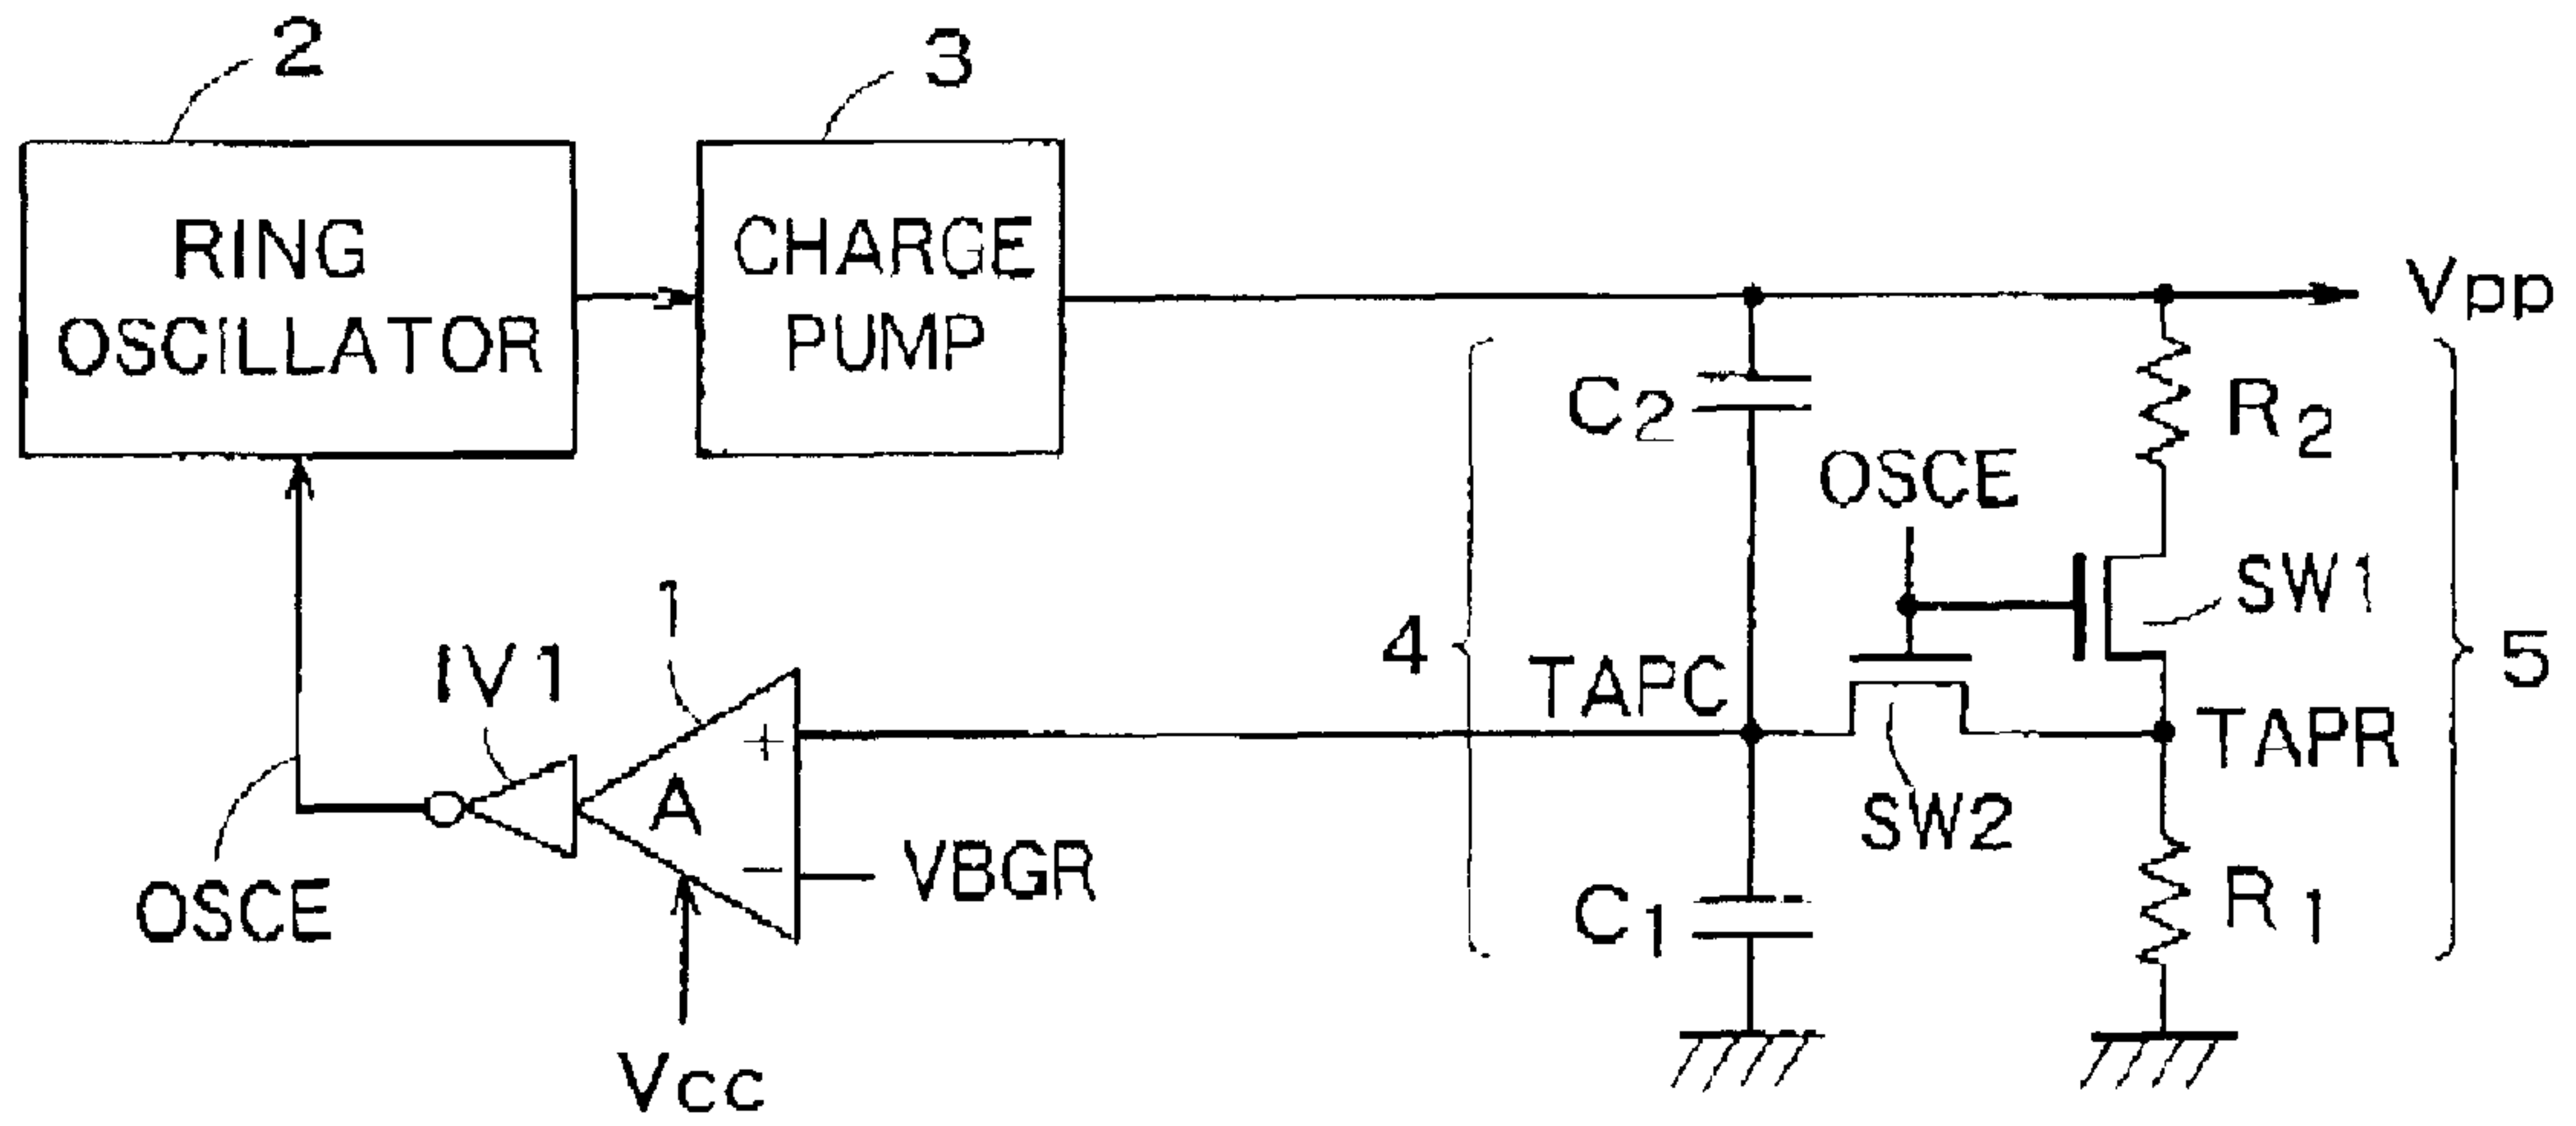 2
3
RING
OSCILLATOR
CHARGE
PUMP
Vpp
C2
R2
OSCE
SW1
1
IV1
4
TAPC
5
TAPR
+
A
SW2
−
VBGR
OSCE
C1
R1
Vcc